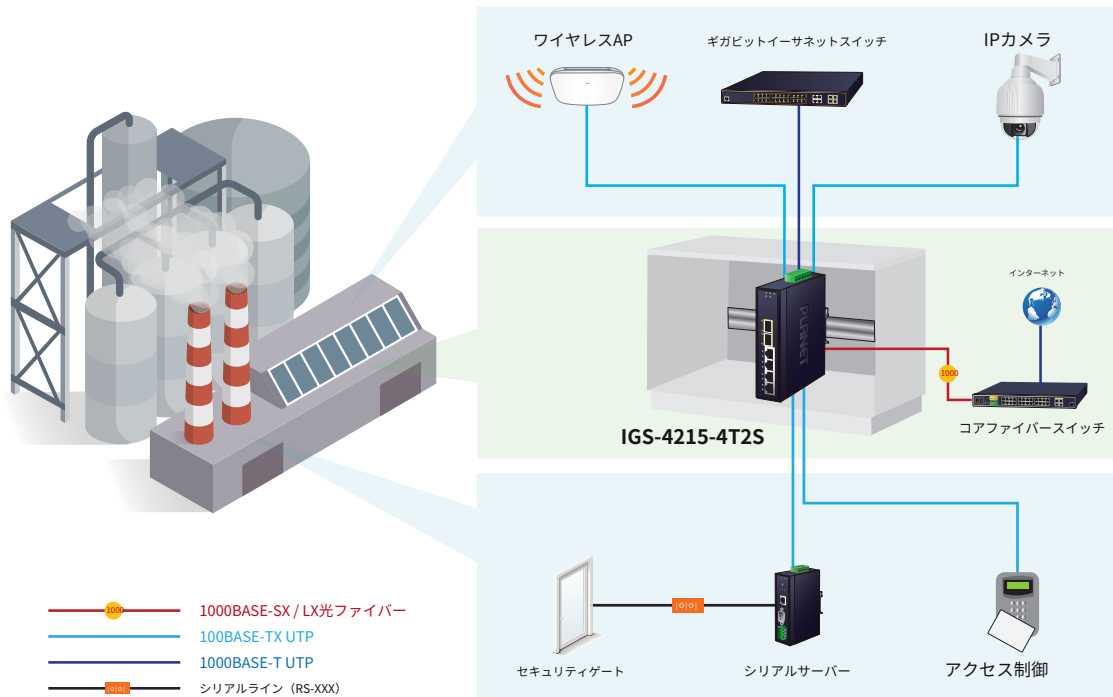 ワイヤレスAP
ギガビットイーサネットスイッチ
IPカメラ
PLANET
インターネット
1000
コアファイバースイッチ
IGS-4215-4T2S
|O|O|
セキュリティゲート
シリアルサーバー
アクセス制御
1000
1000BASE-SX / LX光ファイバー
100BASE-TX UTP
1000BASE-T UTP
|O|O|
シリアルライン（RS-XXX）